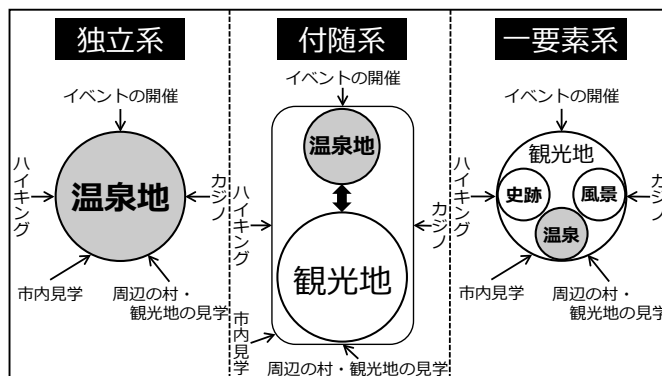 独立系
イベントの開催
ハイキング
温泉地
カジノ
市内見学
周辺の村・
観光地の見学
付随系
イベントの開催
温泉地
ハイキング
カジノ
観光地
市内見学
周辺の村・観光地の見学
一要素系
イベントの開催
観光地
ハイキング
史跡
風景
カジノ
温泉
市内見学
周辺の村・
観光地の見学